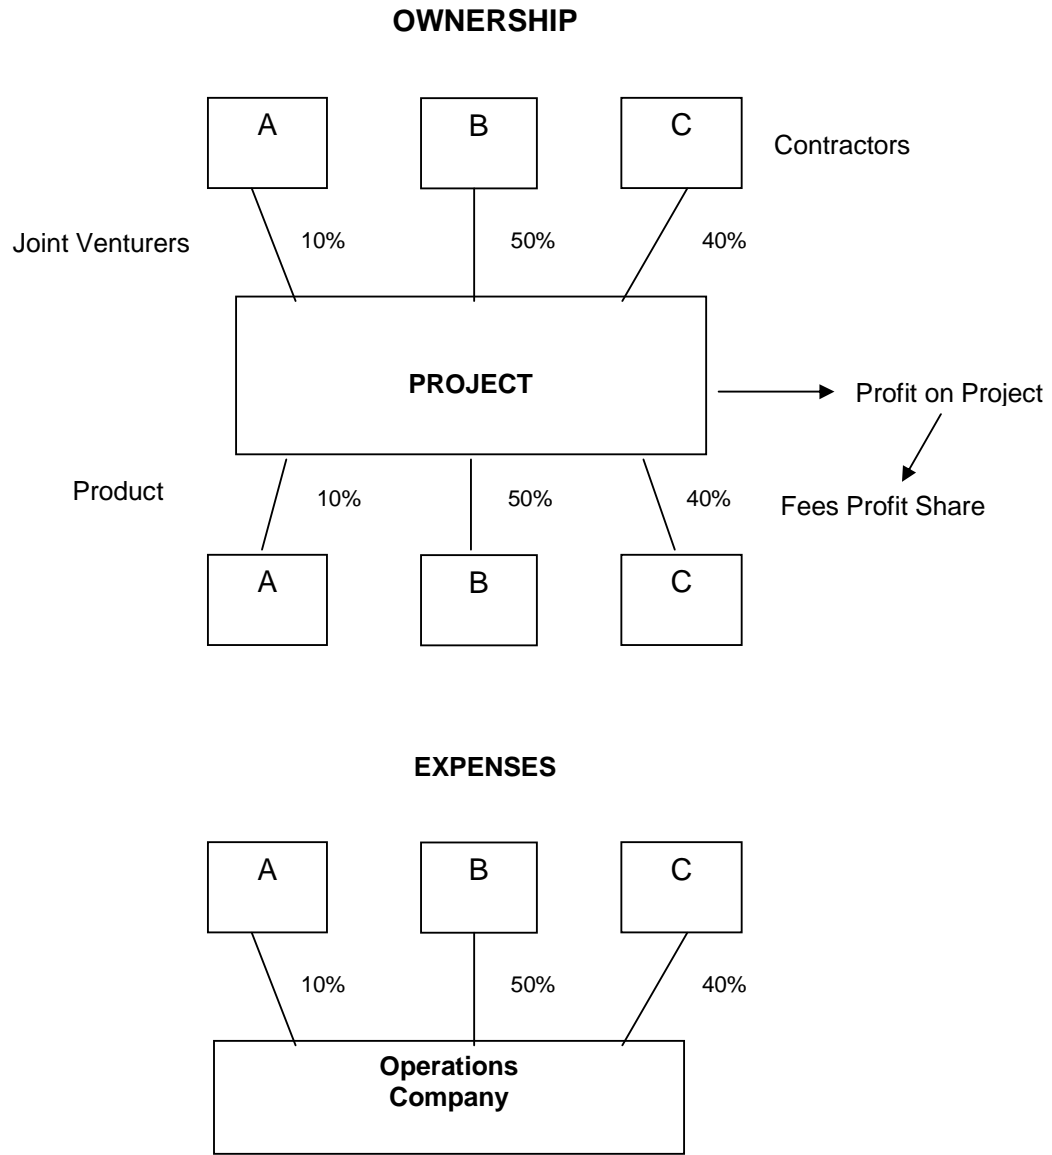 OWNERSHIP
A
B
C
Contractors
Joint Venturers
10%
50%
40%
PROJECT
Profit on Project
Product
10%
50%
40%
Fees Profit Share
A
B
C
EXPENSES
A
B
C
10%
50%
40%
Operations
Company